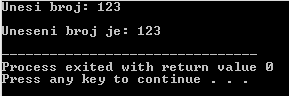 Unesi broj: 123
Uneseni broj je: 123
--------------------------------
Process exited with return value 0
Press any key to continue . . .